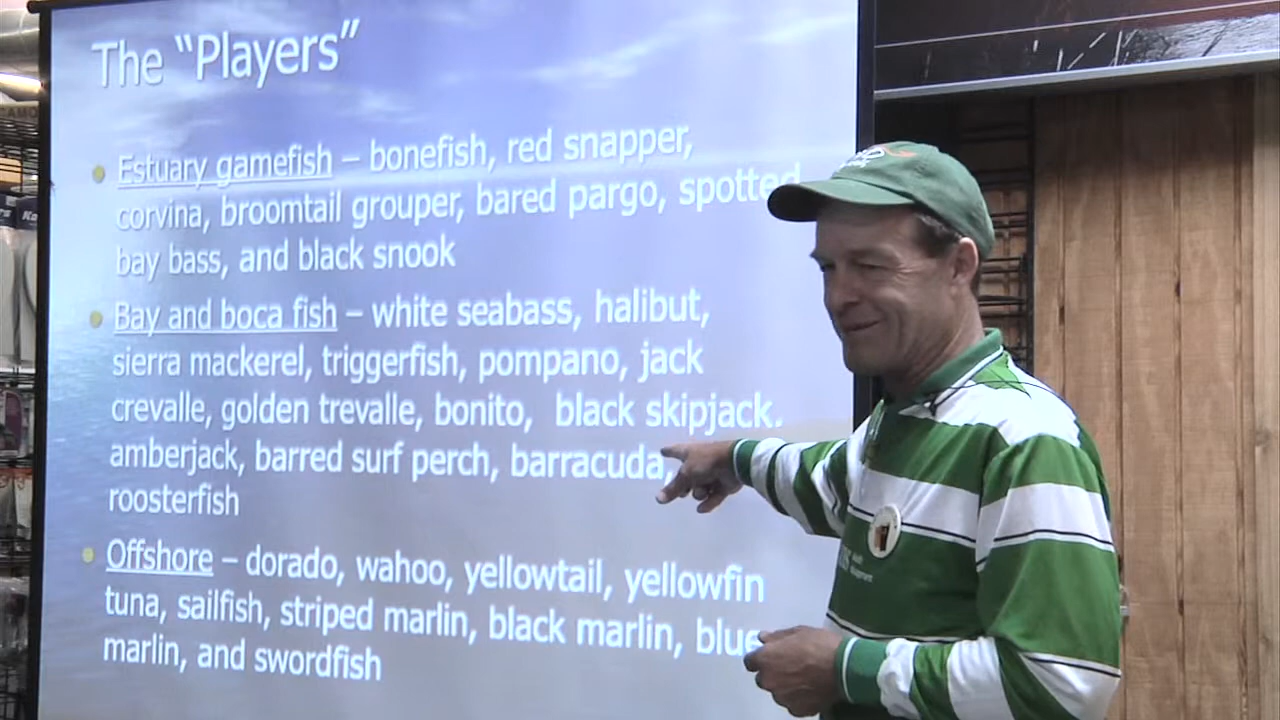 The “Players”
Estuary gamefish – bonefish, red snapper,
corvina, broomtail grouper, bared pargo, spotted
bay bass, and black snook
Bay and boca fish – white seabass, halibut,
sierra mackerel, triggerfish, pompano, jack
crevalle, golden trevalle, bonito, black skipjack.
amberjack, barred surf perch, barracuda,
roosterfish
Offshore – dorado, wahoo, yellowtail, yellowfin
tuna, sailfish, striped marlin, black marlin, blue
marlin, and swordfish